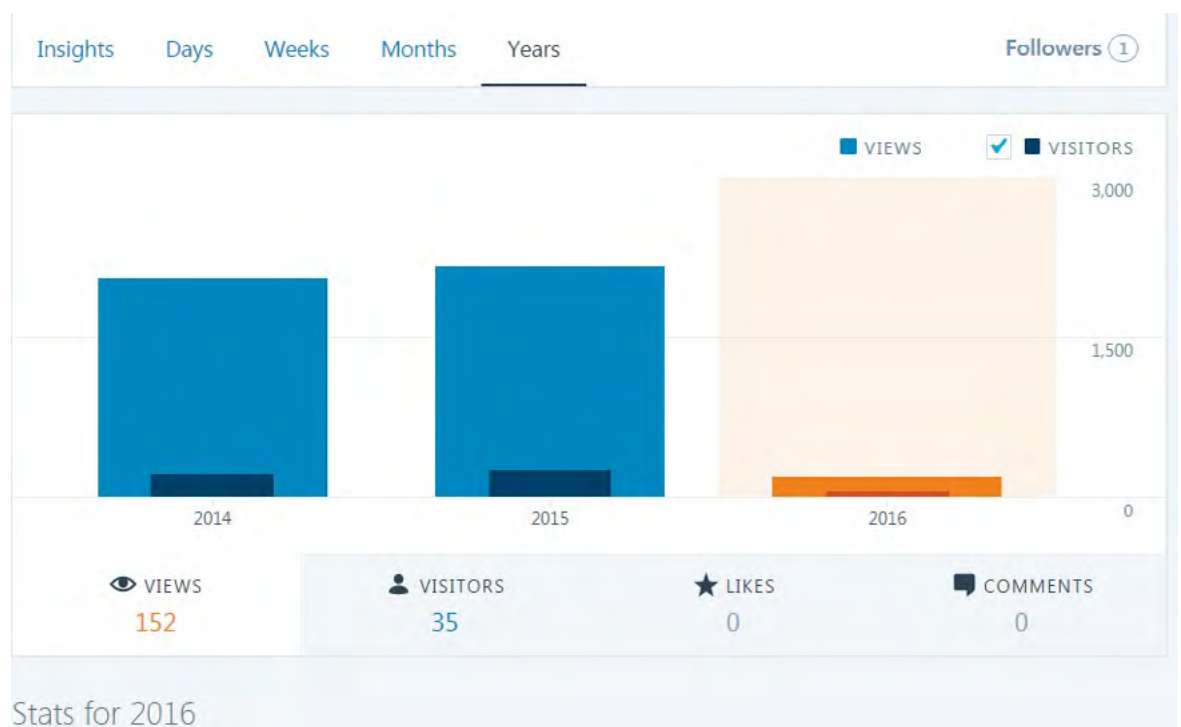 Insights Days Weeks Months Years Followers 1
VIEWS VISITORS
3,000
1,500
0
2014 2015 2016
VIEWS VISITORS LIKES COMMENTS
152 35 0 0
Stats for 2016